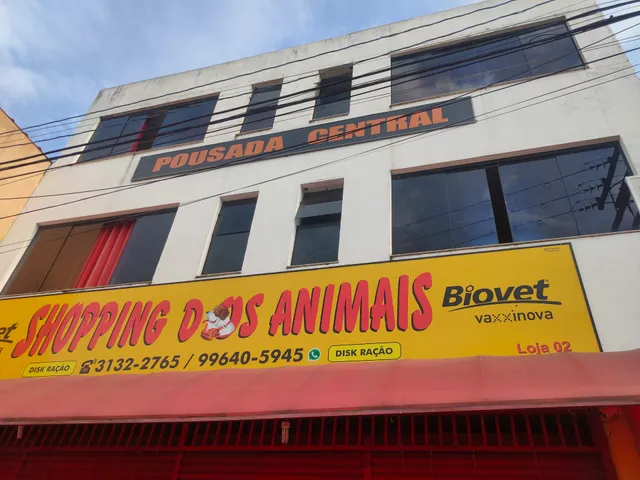 POUSADA CENTRAL
SHOPPING DOS ANIMAIS
Biovet
vaxxinova
DISK RAÇÃO
3132-2765 / 99640-5945
DISK RAÇÃO
Loja 02